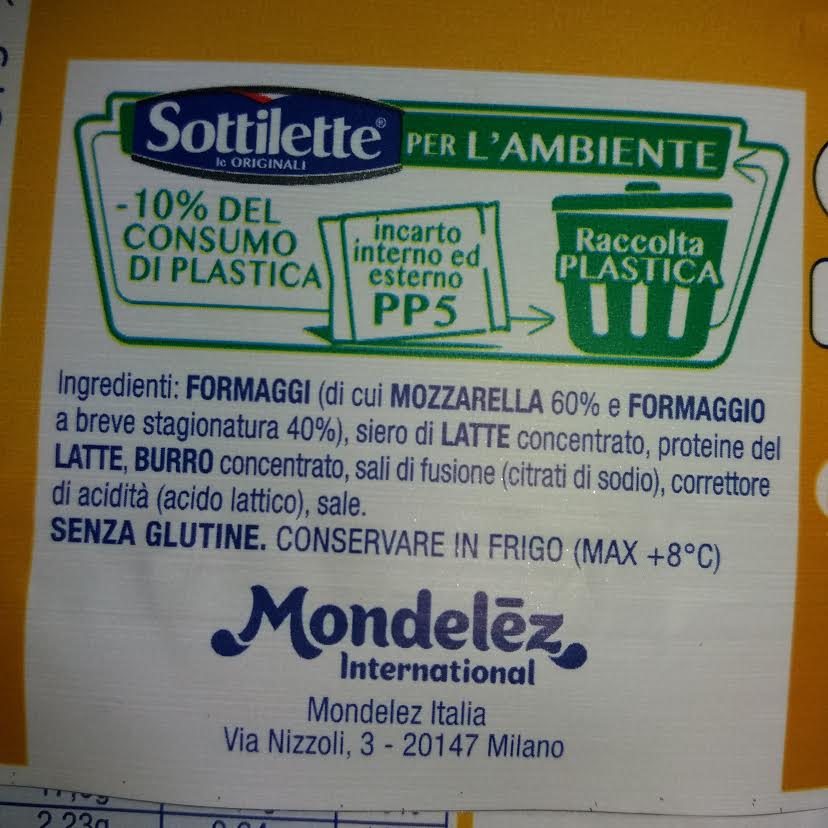 Sottilette®
le ORIGINALI
PER L'AMBIENTE
-10% DEL
CONSUMO
DI PLASTICA
incarto
interno ed
esterno
PP5
Raccolta
PLASTICA
Ingredienti: FORMAGGI (di cui MOZZARELLA 60% e FORMAGGIO
a breve stagionatura 40%), siero di LATTE concentrato, proteine del
LATTE, BURRO concentrato, sali di fusione (citrati di sodio), correttore
di acidità (acido lattico), sale.
SENZA GLUTINE. CONSERVARE IN FRIGO (MAX +8°C)
Mondelēz
International
Mondelez Italia
Via Nizzoli, 3 - 20147 Milano
2,23g